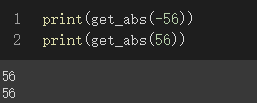 1 print(get_abs(-56))
2 print(get_abs(56))
56
56